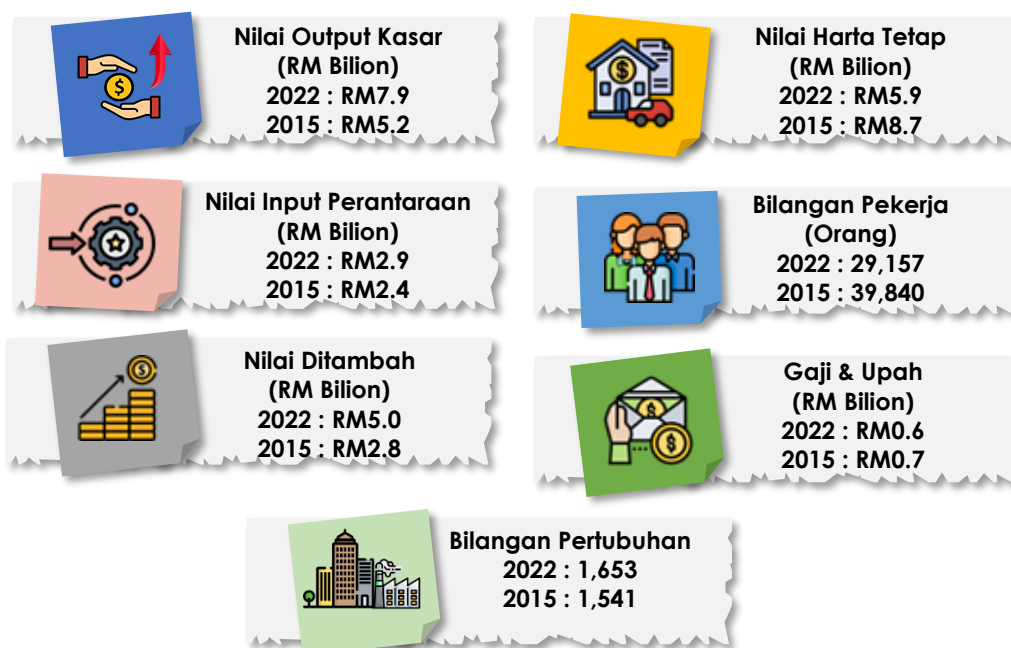 Nilai Output Kasar
(RM Bilion)
2022 : RM7.9
2015 : RM5.2
Nilai Harta Tetap
(RM Bilion)
2022 : RM5.9
2015 : RM8.7
Nilai Input Perantaraan
(RM Bilion)
2022 : RM2.9
2015 : RM2.4
Bilangan Pekerja
(Orang)
2022 : 29,157
2015 : 39,840
Nilai Ditambah
(RM Bilion)
2022 : RM5.0
2015 : RM2.8
Gaji & Upah
(RM Bilion)
2022 : RM0.6
2015 : RM0.7
Bilangan Pertubuhan
2022 : 1,653
2015 : 1,541